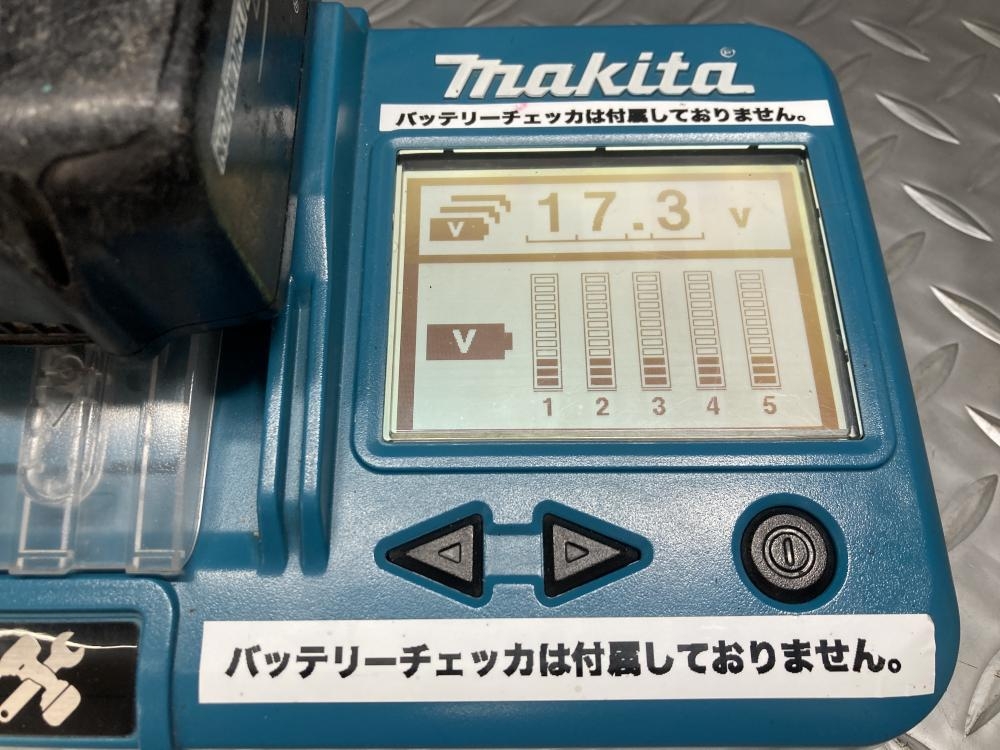 makita®
バッテリーチェッカは付属しておりません。
V 17.3 V
V
1 2 3 4 5
バッテリーチェッカは付属しておりません。